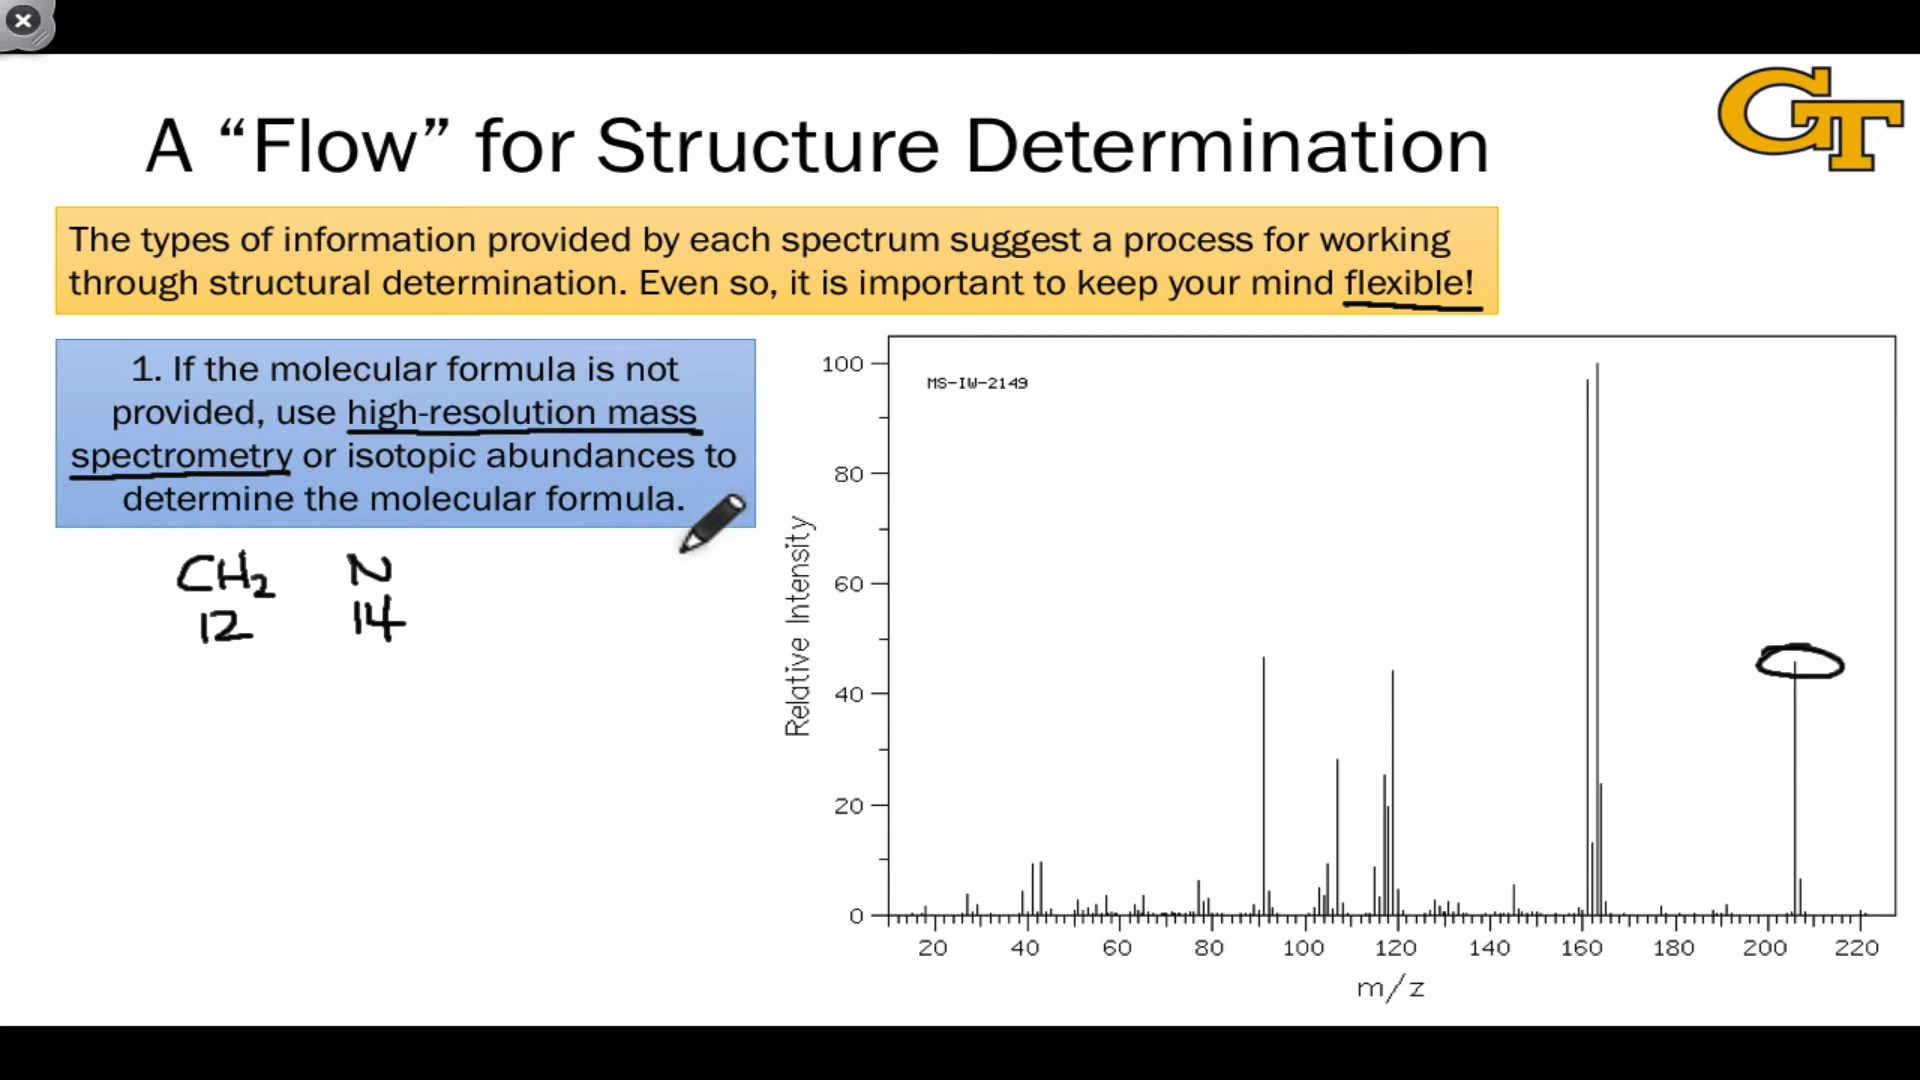 GT
A “Flow” for Structure Determination
The types of information provided by each spectrum suggest a process for working
through structural determination. Even so, it is important to keep your mind flexible!
1. If the molecular formula is not
provided, use high-resolution mass
spectrometry or isotopic abundances to
determine the molecular formula.
CH2 N
12 14
MS-IW-2149
100
80
60
40
20
0
Relative Intensity
20 40 60 80 100 120 140 160 180 200 220
m/z